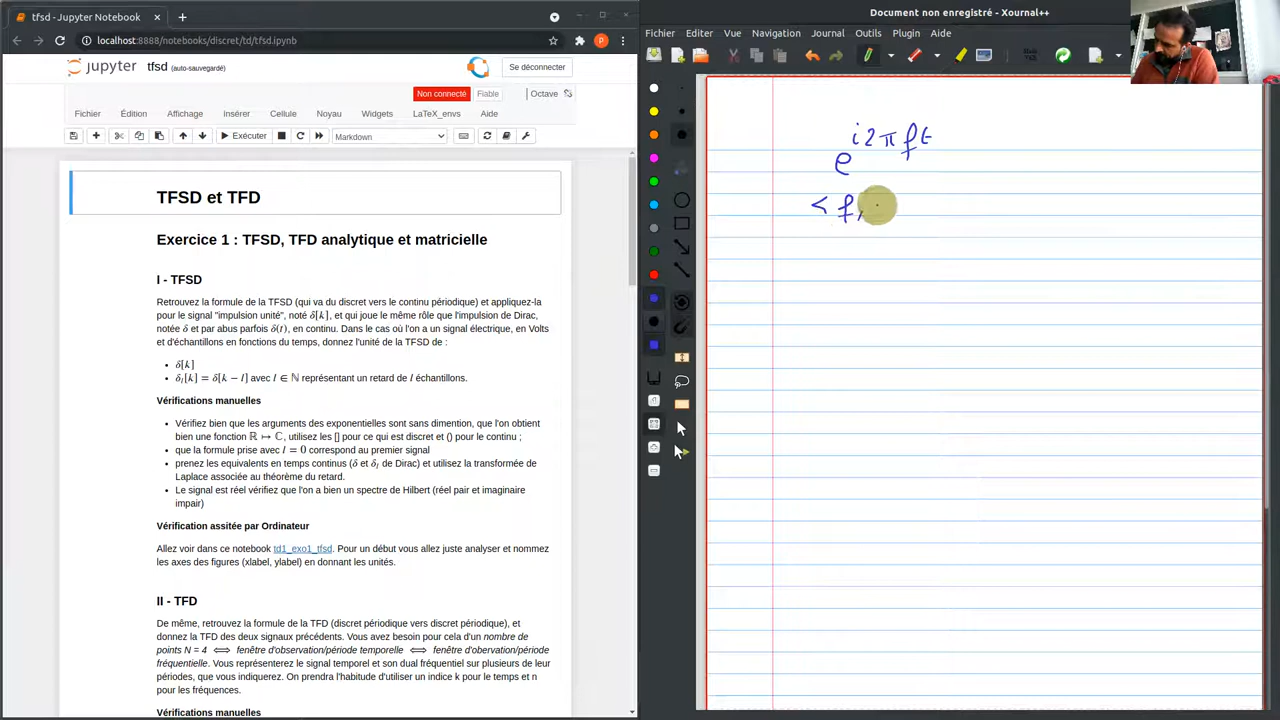 tfsd - Jupyter Notebook
localhost:8888/notebooks/discret/td/tfsd.ipynb
P
jupyter tfsd (auto-sauvegardé)
Se déconnecter
Non connecté Fiable Octave
Fichier Édition Affichage Insérer Cellule Noyau Widgets LaTeX_envs Aide
Exécuter Markdown
TFSD et TFD
Exercice 1 : TFSD, TFD analytique et matricielle
I - TFSD
Retrouvez la formule de la TFSD (qui va du discret vers le continu périodique) et appliquez-la
pour le signal "impulsion unité", noté δ[k], et qui joue le même rôle que l'impulsion de Dirac,
notée δ et par abus parfois δ(t), en continu. Dans le cas où l'on a un signal électrique, en Volts
et d'échantillons en fonctions du temps, donnez l'unité de la TFSD de :
• δ[k]
• δ_l[k] = δ[k − l] avec l ∈ ℕ représentant un retard de l échantillons.
Vérifications manuelles
• Vérifiez bien que les arguments des exponentielles sont sans dimention, que l'on obtient
bien une fonction ℝ ↦ ℂ, utilisez les [] pour ce qui est discret et () pour le continu ;
• que la formule prise avec l = 0 correspond au premier signal
• prenez les equivalents en temps continus (δ et δ_l de Dirac) et utilisez la transformée de
Laplace associée au théorème du retard.
• Le signal est réel vérifiez que l'on a bien un spectre de Hilbert (réel pair et imaginaire
impair)
Vérification assitée par Ordinateur
Allez voir dans ce notebook td1_exo1_tfsd. Pour un début vous allez juste analyser et nommez
les axes des figures (xlabel, ylabel) en donnant les unités.
II - TFD
De même, retrouvez la formule de la TFD (discret périodique vers discret périodique), et
donnez la TFD des deux signaux précédents. Vous avez besoin pour cela d'un nombre de
points N = 4 ⟺ fenêtre d'observation/période temporelle ⟺ fenêtre d'obervation/période
fréquentielle. Vous représenterez le signal temporel et son dual fréquentiel sur plusieurs de leur
périodes, que vous indiquerez. On prendra l'habitude d'utiliser un indice k pour le temps et n
pour les fréquences.
Vérifications manuelles
Document non enregistré - Xournal++
Fichier Editer Vue Navigation Journal Outils Plugin Aide
e^{i2πft}
< f,